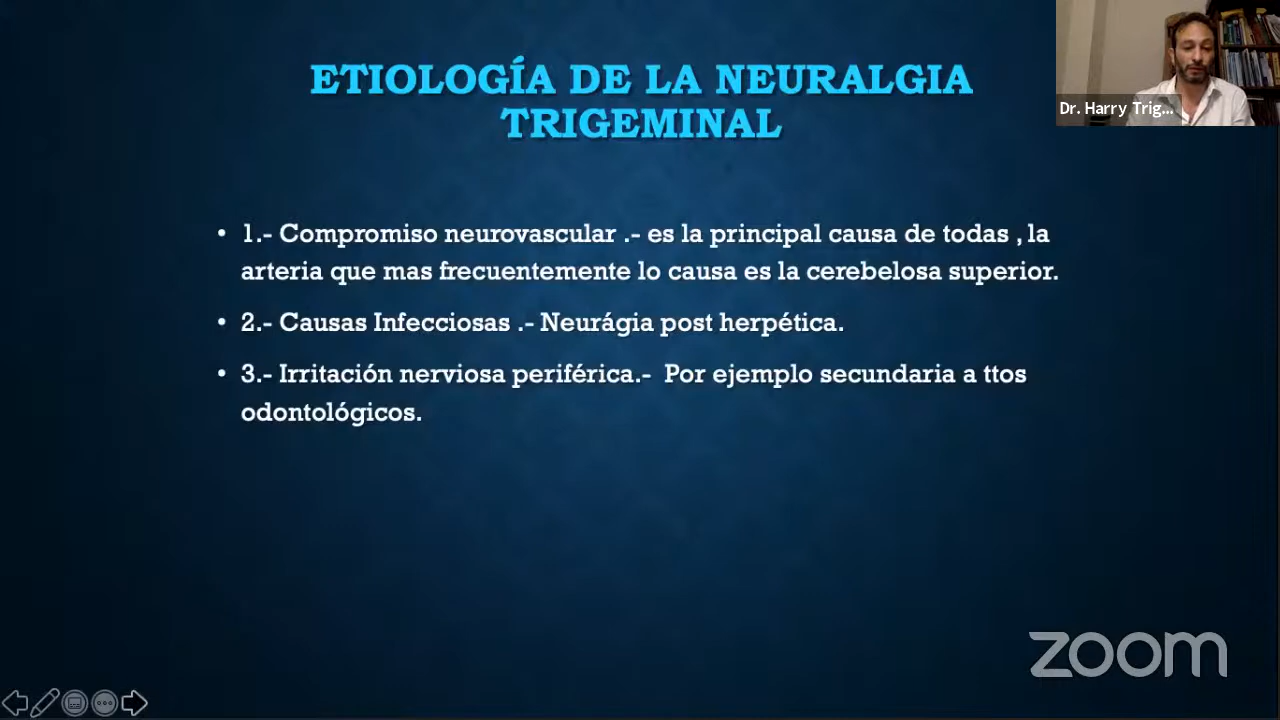 ETIOLOGÍA DE LA NEURALGIA
TRIGEMINAL
Dr. Harry Trig...
• 1.- Compromiso neurovascular .- es la principal causa de todas , la
arteria que mas frecuentemente lo causa es la cerebelosa superior.
• 2.- Causas Infecciosas .- Neurágia post herpética.
• 3.- Irritación nerviosa periférica.- Por ejemplo secundaria a ttos
odontológicos.
zoom